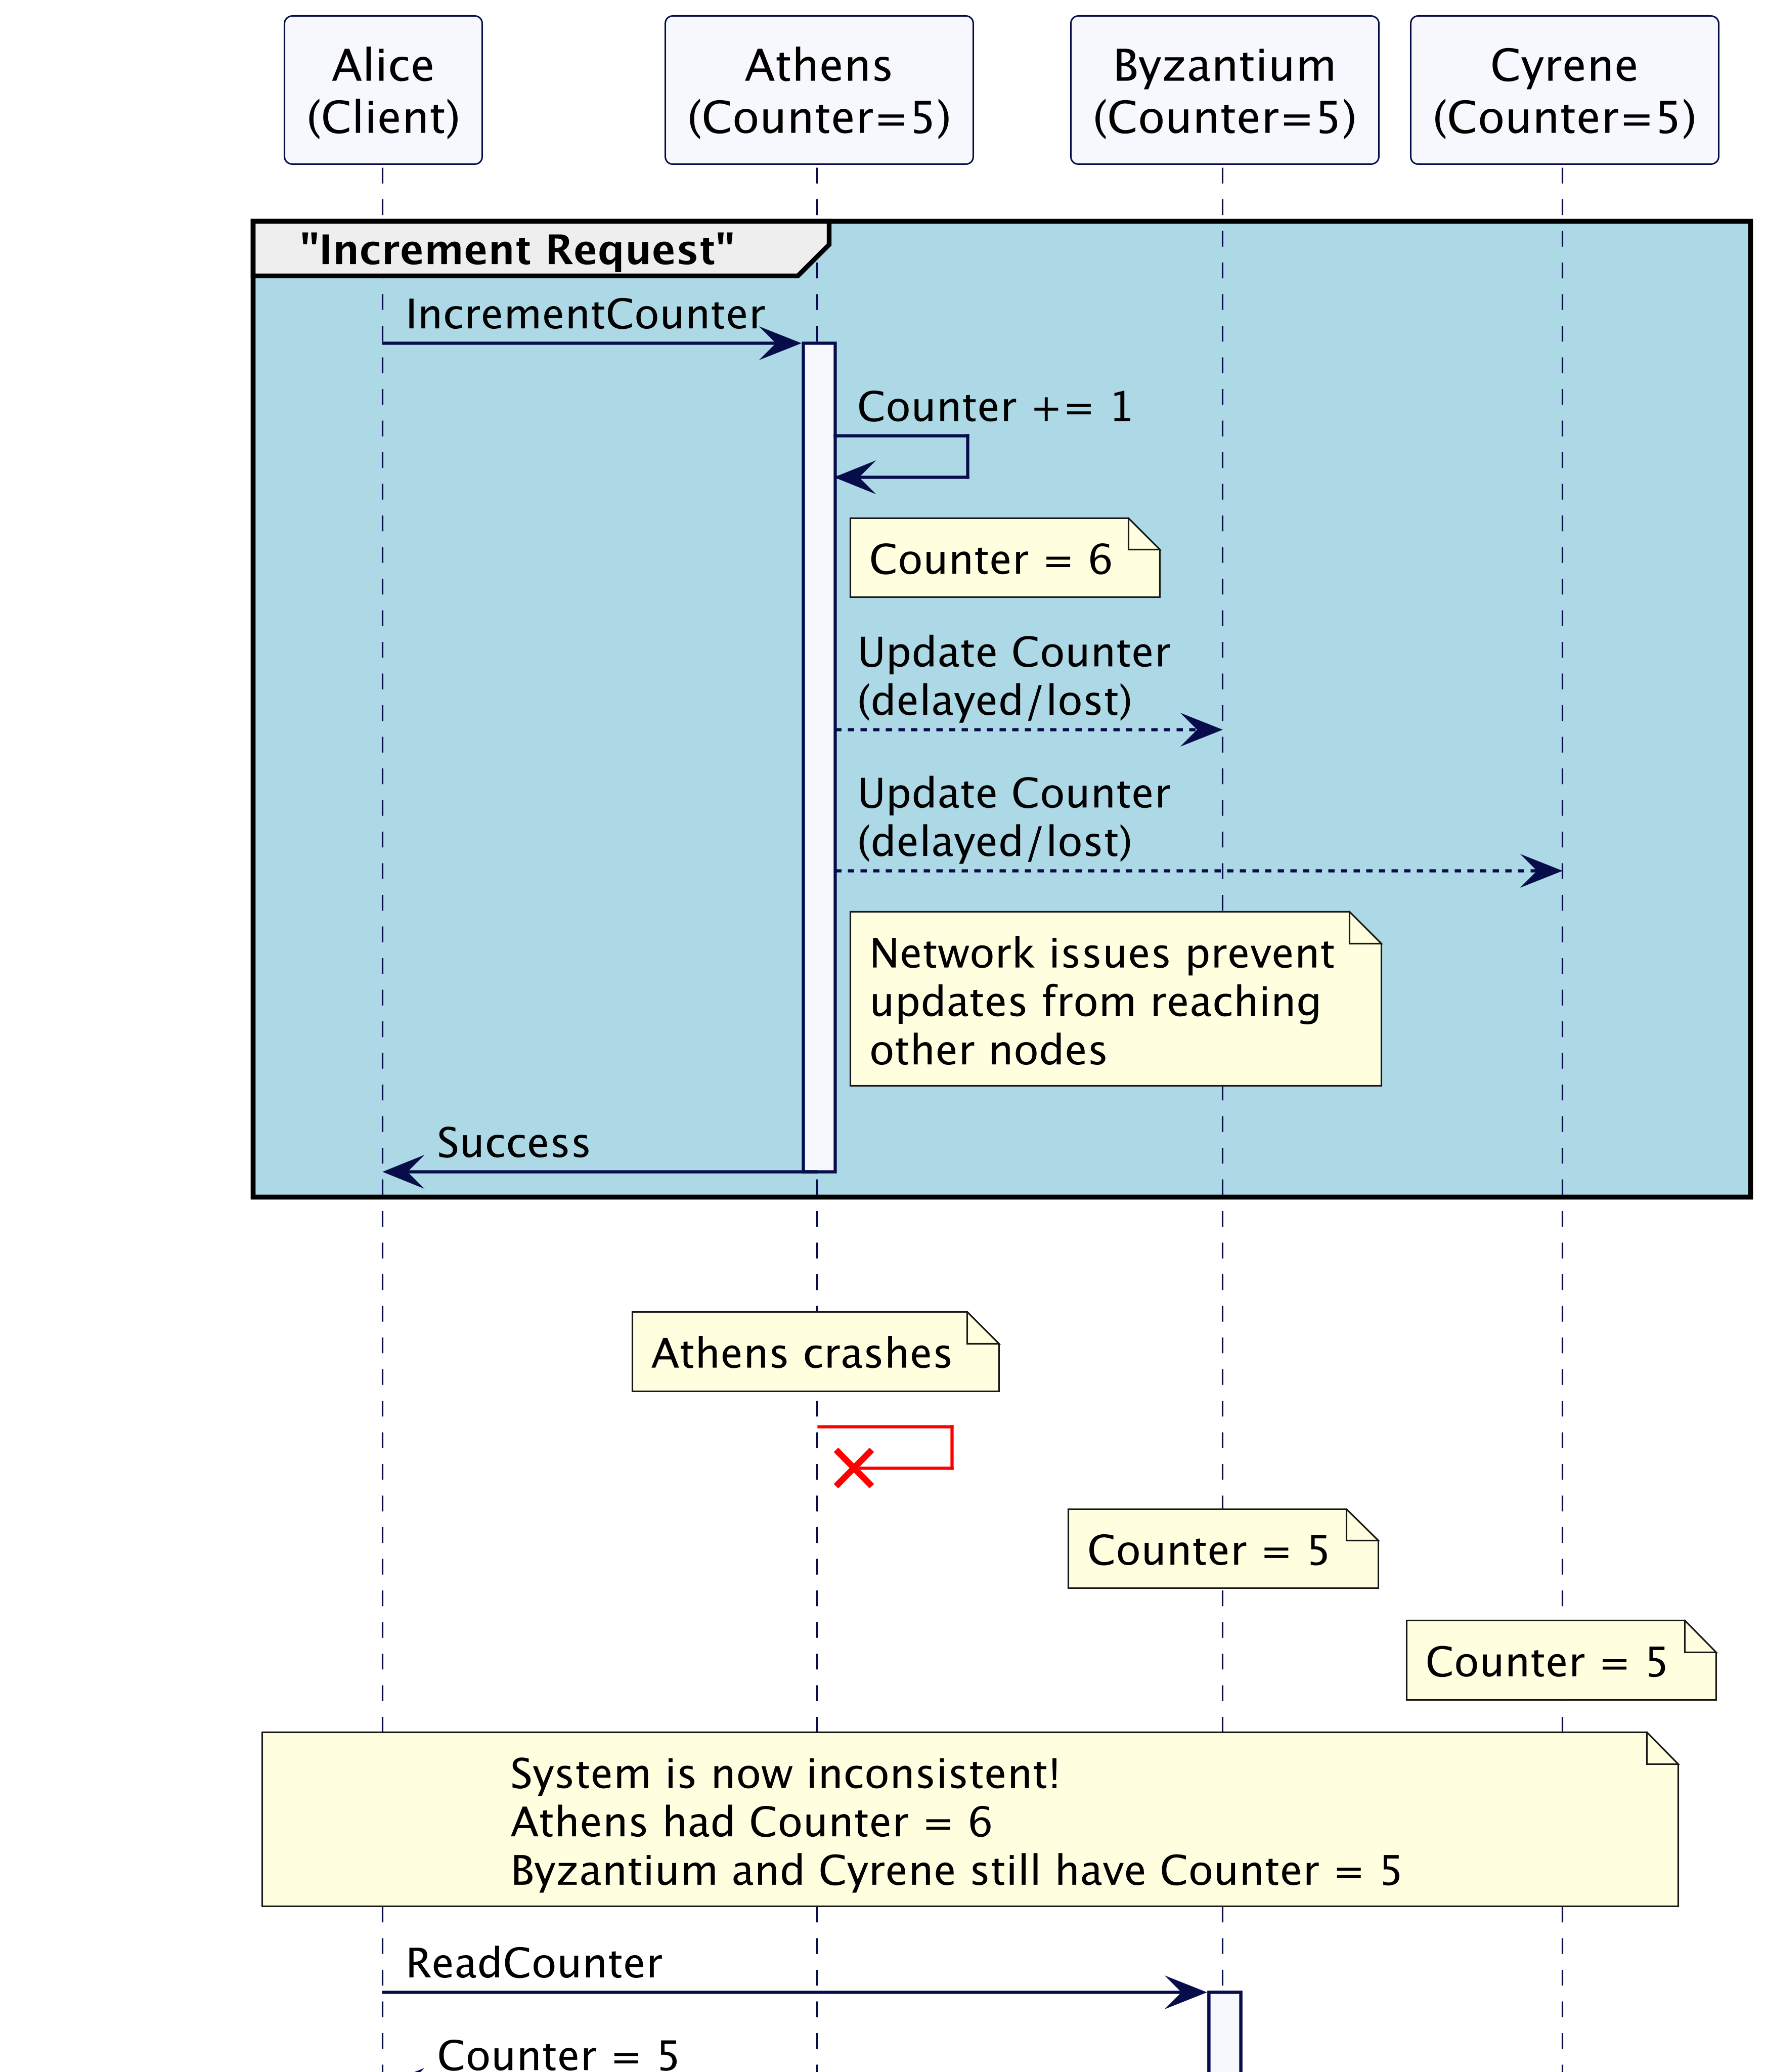 Alice
(Client)
Athens
(Counter=5)
Byzantium
(Counter=5)
Cyrene
(Counter=5)
"Increment Request"
IncrementCounter
Counter += 1
Counter = 6
Update Counter
(delayed/lost)
Update Counter
(delayed/lost)
Network issues prevent
updates from reaching
other nodes
Success
Athens crashes
Counter = 5
Counter = 5
System is now inconsistent!
Athens had Counter = 6
Byzantium and Cyrene still have Counter = 5
ReadCounter
Counter = 5